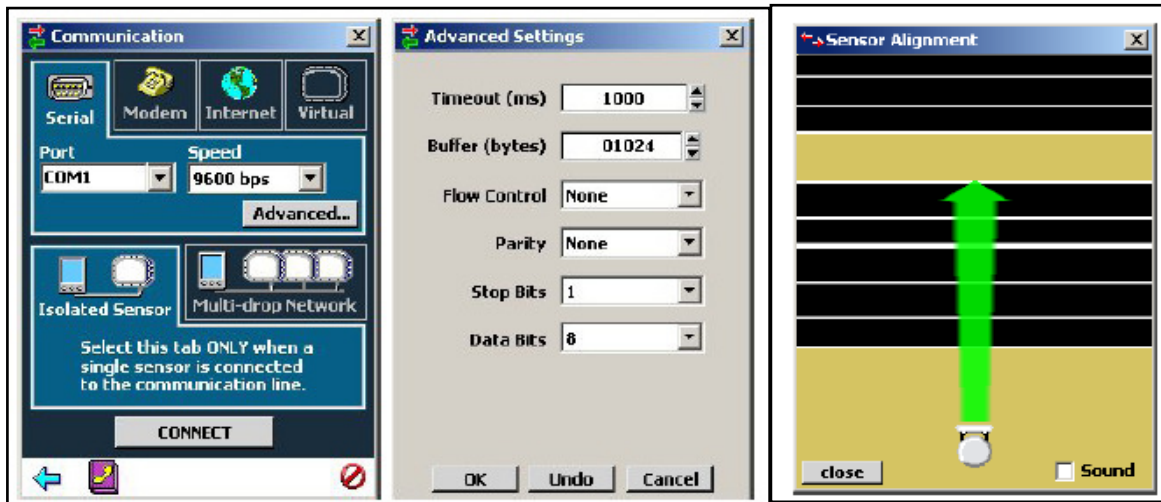 Communication
Serial
Modem
Internet
Virtual
Port
Speed
COM1
9600 bps
Advanced...
Isolated Sensor
Multi-drop Network
Select this tab ONLY when a
single sensor is connected
to the communication line.
CONNECT
Advanced Settings
Timeout (ms) 1000
Buffer (bytes) 01024
Flow Control None
Parity None
Stop Bits 1
Data Bits 8
OK Undo Cancel
Sensor Alignment
close
Sound